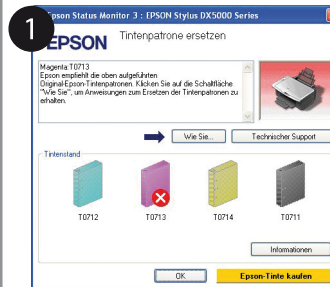 1
Epson Status Monitor 3 : EPSON Stylus DX5000 Series
EPSON
Tintenpatrone ersetzen
Magenta:T0713
Epson empfiehlt die oben aufgeführten
Original-Epson-Tintenpatronen. Klicken Sie auf die Schaltfläche
"Wie Sie", um Anweisungen zum Ersetzen der Tintenpatronen zu
erhalten.
Wie Sie...
Technischer Support
Tintenstand
T0712
T0713
T0714
T0711
Informationen
OK
Epson-Tinte kaufen